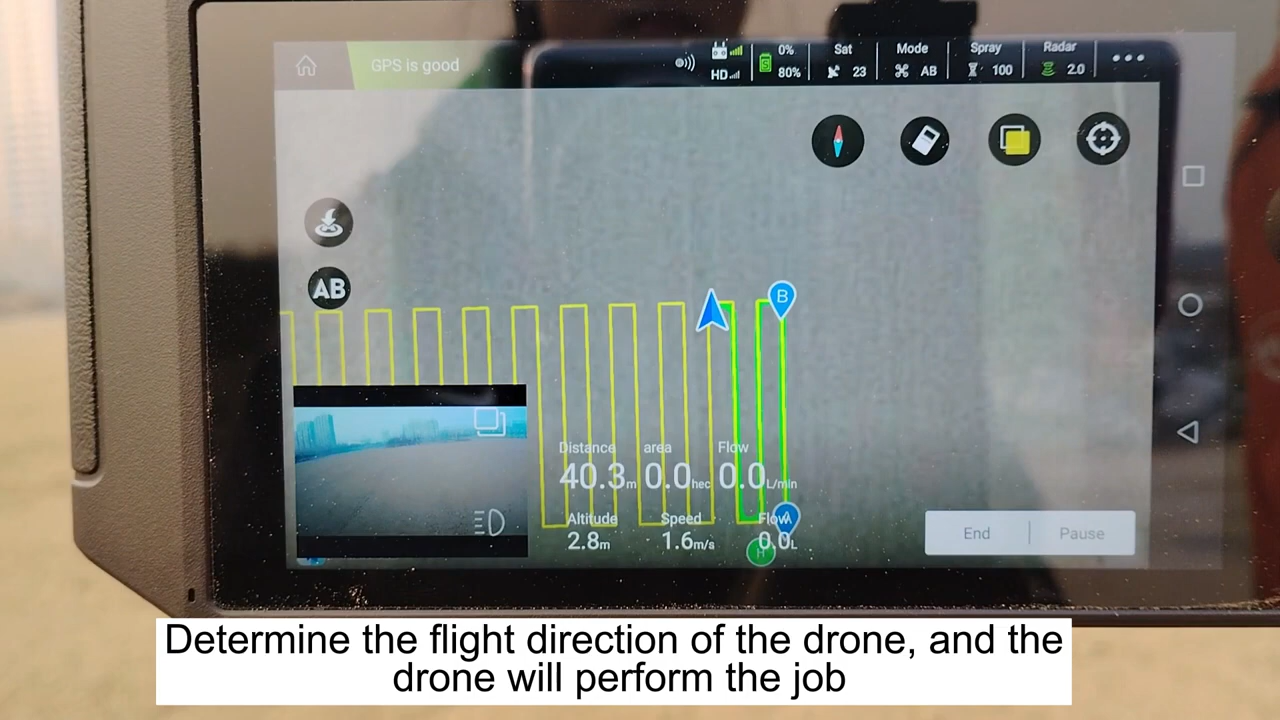 GPS is good
HD
0%
80%
Sat
23
Mode
AB
Spray
100
Radar
2.0
AB
B
Distance area Flow
40.3m 0.0hec 0.0L/min
A
Altitude Speed Flow
2.8m 1.6m/s 0.0L
H
End Pause
Determine the flight direction of the drone, and the
drone will perform the job